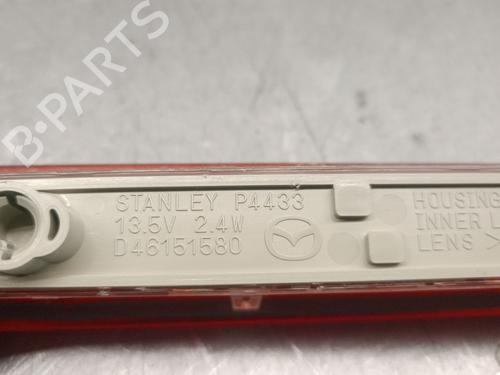 B-PARTS
STANLEY P4433
13.5V 2.4W
D46151580
HOUSING
INNER L
LENS >